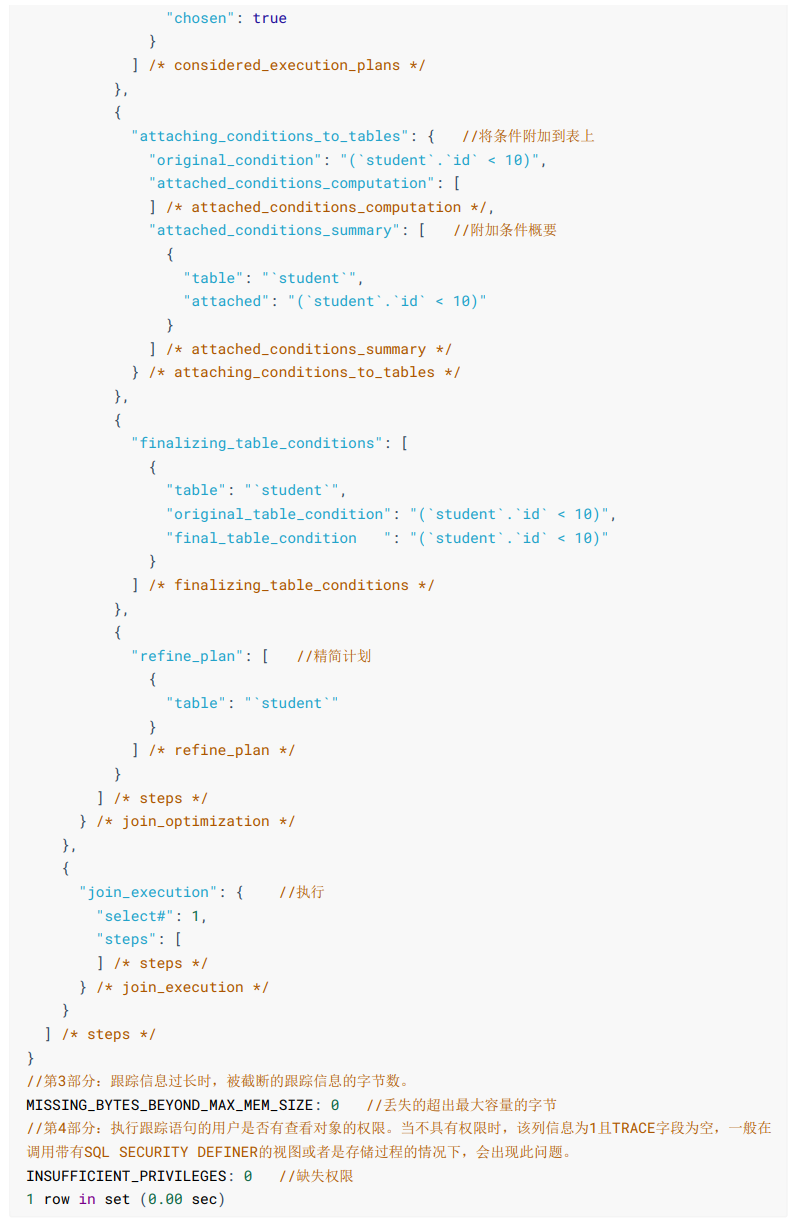 "chosen": true
              }
            ] /* considered_execution_plans */
          },
          {
            "attaching_conditions_to_tables": {   //将条件附加到表上
              "original_condition": "(`student`.`id` < 10)",
              "attached_conditions_computation": [
              ] /* attached_conditions_computation */,
              "attached_conditions_summary": [   //附加条件概要
                {
                  "table": "`student`",
                  "attached": "(`student`.`id` < 10)"
                }
              ] /* attached_conditions_summary */
            } /* attaching_conditions_to_tables */
          },
          {
            "finalizing_table_conditions": [
              {
                "table": "`student`",
                "original_table_condition": "(`student`.`id` < 10)",
                "final_table_condition   ": "(`student`.`id` < 10)"
              }
            ] /* finalizing_table_conditions */
          },
          {
            "refine_plan": [   //精简计划
              {
                "table": "`student`"
              }
            ] /* refine_plan */
          }
        ] /* steps */
      } /* join_optimization */
    },
    {
      "join_execution": {    //执行
        "select#": 1,
        "steps": [
        ] /* steps */
      } /* join_execution */
    }
  ] /* steps */
}
//第3部分：跟踪信息过长时，被截断的跟踪信息的字节数。
MISSING_BYTES_BEYOND_MAX_MEM_SIZE: 0   //丢失的超出最大容量的字节
//第4部分：执行跟踪语句的用户是否有查看对象的权限。当不具有权限时，该列信息为1且TRACE字段为空，一般在
调用带有SQL SECURITY DEFINER的视图或者是存储过程的情况下，会出现此问题。
INSUFFICIENT_PRIVILEGES: 0   //缺失权限
1 row in set (0.00 sec)